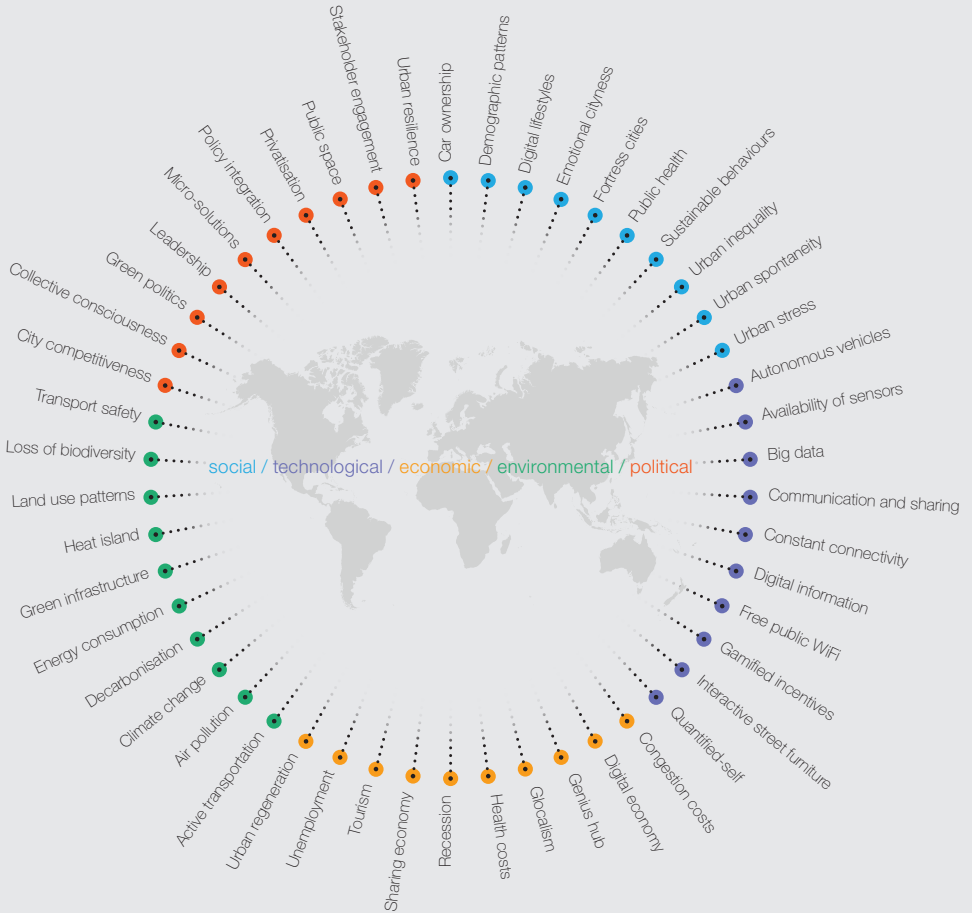 Car ownership
Demographic patterns
Digital lifestyles
Emotional cityness
Fortress cities
Public health
Sustainable behaviours
Urban inequality
Urban spontaneity
Urban stress
Autonomous vehicles
Availability of sensors
Big data
Communication and sharing
Constant connectivity
Digital information
Free public WiFi
Gamified incentives
Interactive street furniture
Quantified-self
Congestion costs
Digital economy
Genius hub
Glocalism
Health costs
Recession
Sharing economy
Tourism
Unemployment
Urban regeneration
Active transportation
Air pollution
Climate change
Decarbonisation
Energy consumption
Green infrastructure
Heat island
Land use patterns
Loss of biodiversity
Transport safety
City competitiveness
Collective consciousness
Green politics
Leadership
Micro-solutions
Policy integration
Privatisation
Public space
Stakeholder engagement
Urban resilience
social / technological / economic / environmental / political